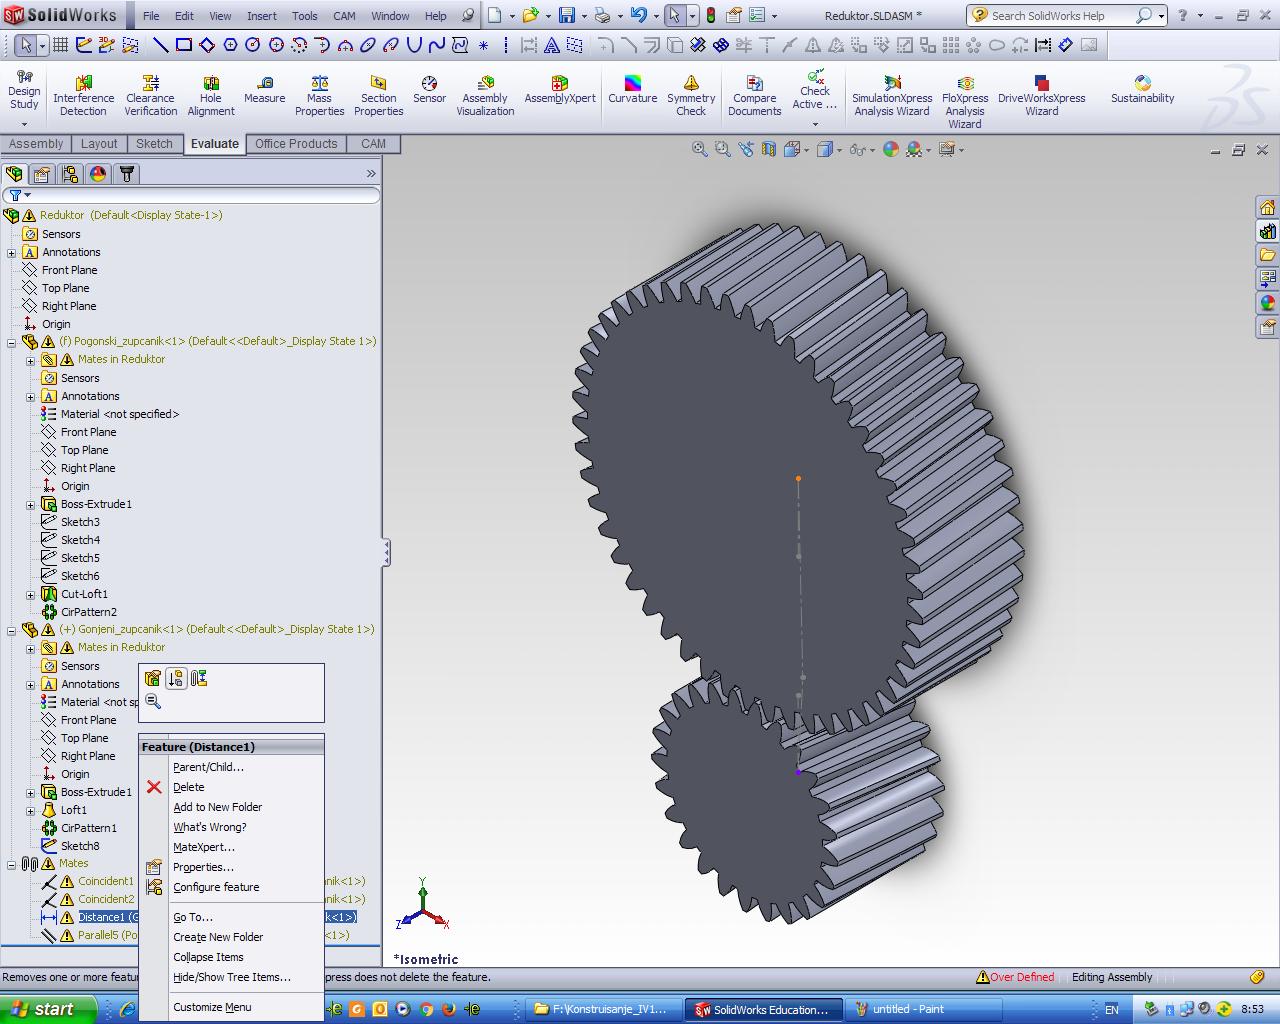 SolidWorks File Edit View Insert Tools CAM Window Help Reduktor.SLDASM * Search SolidWorks Help
Design Study
Interference Detection
Clearance Verification
Hole Alignment
Measure
Mass Properties
Section Properties
Sensor
Assembly Visualization
AssemblyXpert
Curvature
Symmetry Check
Compare Documents
Check Active ...
SimulationXpress Analysis Wizard
FloXpress Analysis Wizard
DriveWorksXpress Wizard
Sustainability
Assembly Layout Sketch Evaluate Office Products CAM
Reduktor (Default<Display State-1>)
Sensors
Annotations
Front Plane
Top Plane
Right Plane
Origin
(f) Pogonski_zupcanik<1> (Default<<Default>_Display State 1>)
Mates in Reduktor
Sensors
Annotations
Material <not specified>
Front Plane
Top Plane
Right Plane
Origin
Boss-Extrude1
Sketch3
Sketch4
Sketch5
Sketch6
Cut-Loft1
CirPattern2
(+) Gonjeni_zupcanik<1> (Default<<Default>_Display State 1>)
Mates in Reduktor
Sensors
Annotations
Material <not sp
Front Plane
Top Plane
Right Plane
Origin
Boss-Extrude1
Loft1
CirPattern1
Sketch8
Mates
Coincident1 anik<1>)
Coincident2 anik<1>)
Distance1 (G nik<1>)
Parallel5 (Po <1>)
Feature (Distance1)
Parent/Child...
Delete
Add to New Folder
What's Wrong?
MateXpert...
Properties...
Configure feature
Go To...
Create New Folder
Collapse Items
Hide/Show Tree Items...
Customize Menu
Y
Z X
*Isometric
Removes one or more featu press does not delete the feature. Over Defined Editing Assembly
start F:\Konstruisanje_IV1... SolidWorks Education... untitled - Paint EN 8:53